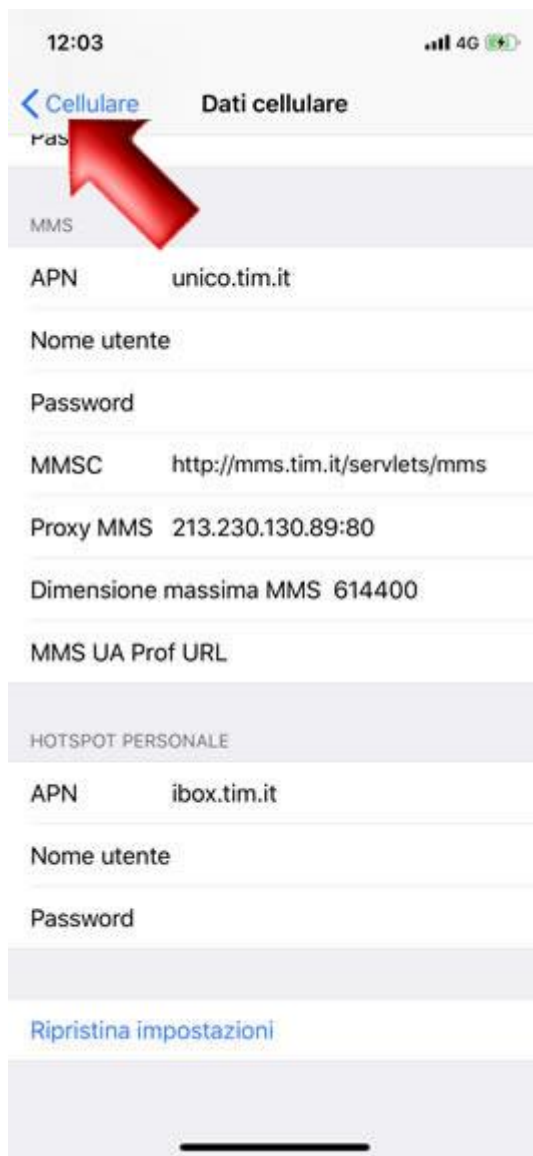 12:03 4G
Cellulare Dati cellulare
MMS
APN unico.tim.it
Nome utente
Password
MMSC http://mms.tim.it/servlets/mms
Proxy MMS 213.230.130.89:80
Dimensione massima MMS 614400
MMS UA Prof URL
HOTSPOT PERSONALE
APN ibox.tim.it
Nome utente
Password
Ripristina impostazioni